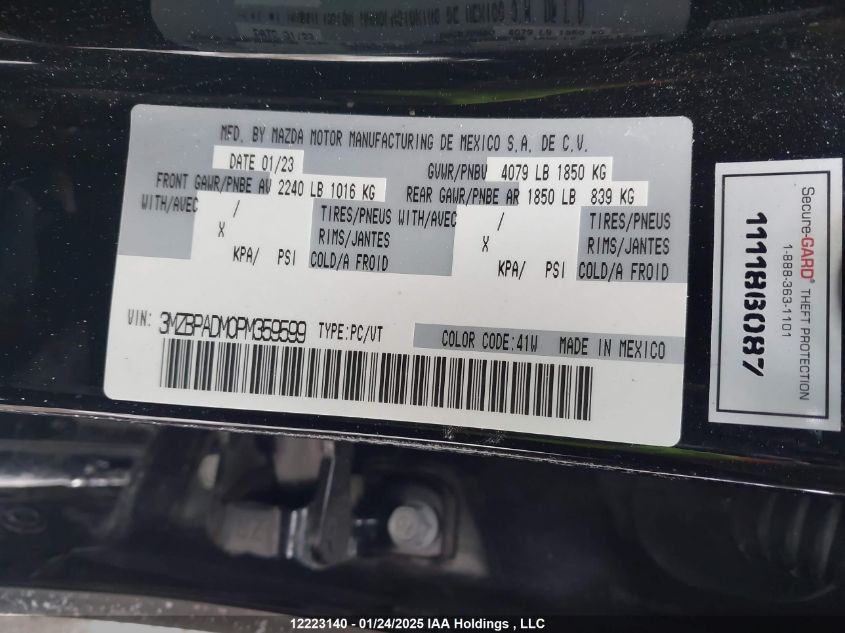 MFD. BY MAZDA MOTOR MANUFACTURING DE MEXICO S.A. DE C.V.
DATE 01/23
GVWR/PNBV 4079 LB 1850 KG
FRONT GAWR/PNBE AV 2240 LB 1016 KG
REAR GAWR/PNBE AR 1850 LB 839 KG
WITH/AVEC / TIRES/PNEUS
X RIMS/JANTES
KPA/ PSI COLD/A FROID
WITH/AVEC / TIRES/PNEUS
X RIMS/JANTES
KPA/ PSI COLD/A FROID
VIN: 3MZBPADM0PM359599 TYPE:PC/VT
COLOR CODE:41W MADE IN MEXICO
Secure-GARD® THEFT PROTECTION
1-888-363-1101
111186087
12223140 - 01/24/2025 IAA Holdings , LLC